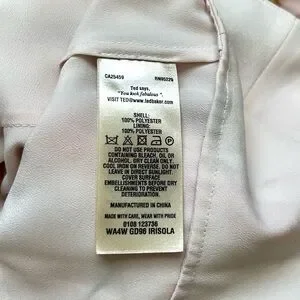 CA25459 RN95229
Ted says,
"You look fabulous".
VISIT TED@www.tedbaker.com
SHELL:
100% POLYESTER
LINING:
100% POLYESTER
DO NOT USE PRODUCTS
CONTAINING BLEACH, OIL OR
ALCOHOL. DRY CLEAN ONLY.
COOL IRON ON REVERSE. DO NOT
LEAVE IN DIRECT SUNLIGHT.
COVER SURFACE
EMBELLISHMENTS BEFORE DRY
CLEANING TO PREVENT
DETERIORATION.
MANUFACTURED IN CHINA
MADE WITH CARE, WEAR WITH PRIDE
0108 123736
WA4W GD96 IRISOLA